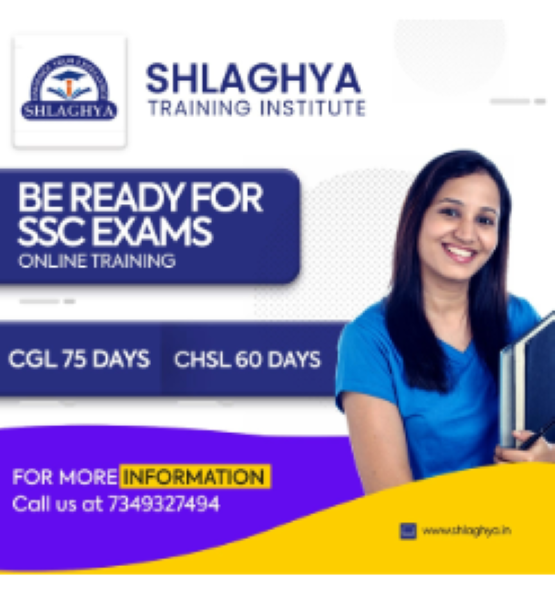 SHLAGHYA
SHLAGHYA
TRAINING INSTITUTE
BE READY FOR
SSC EXAMS
ONLINE TRAINING
CGL 75 DAYS CHSL 60 DAYS
FOR MORE INFORMATION
Call us at 7349327494
www.shlaghya.in